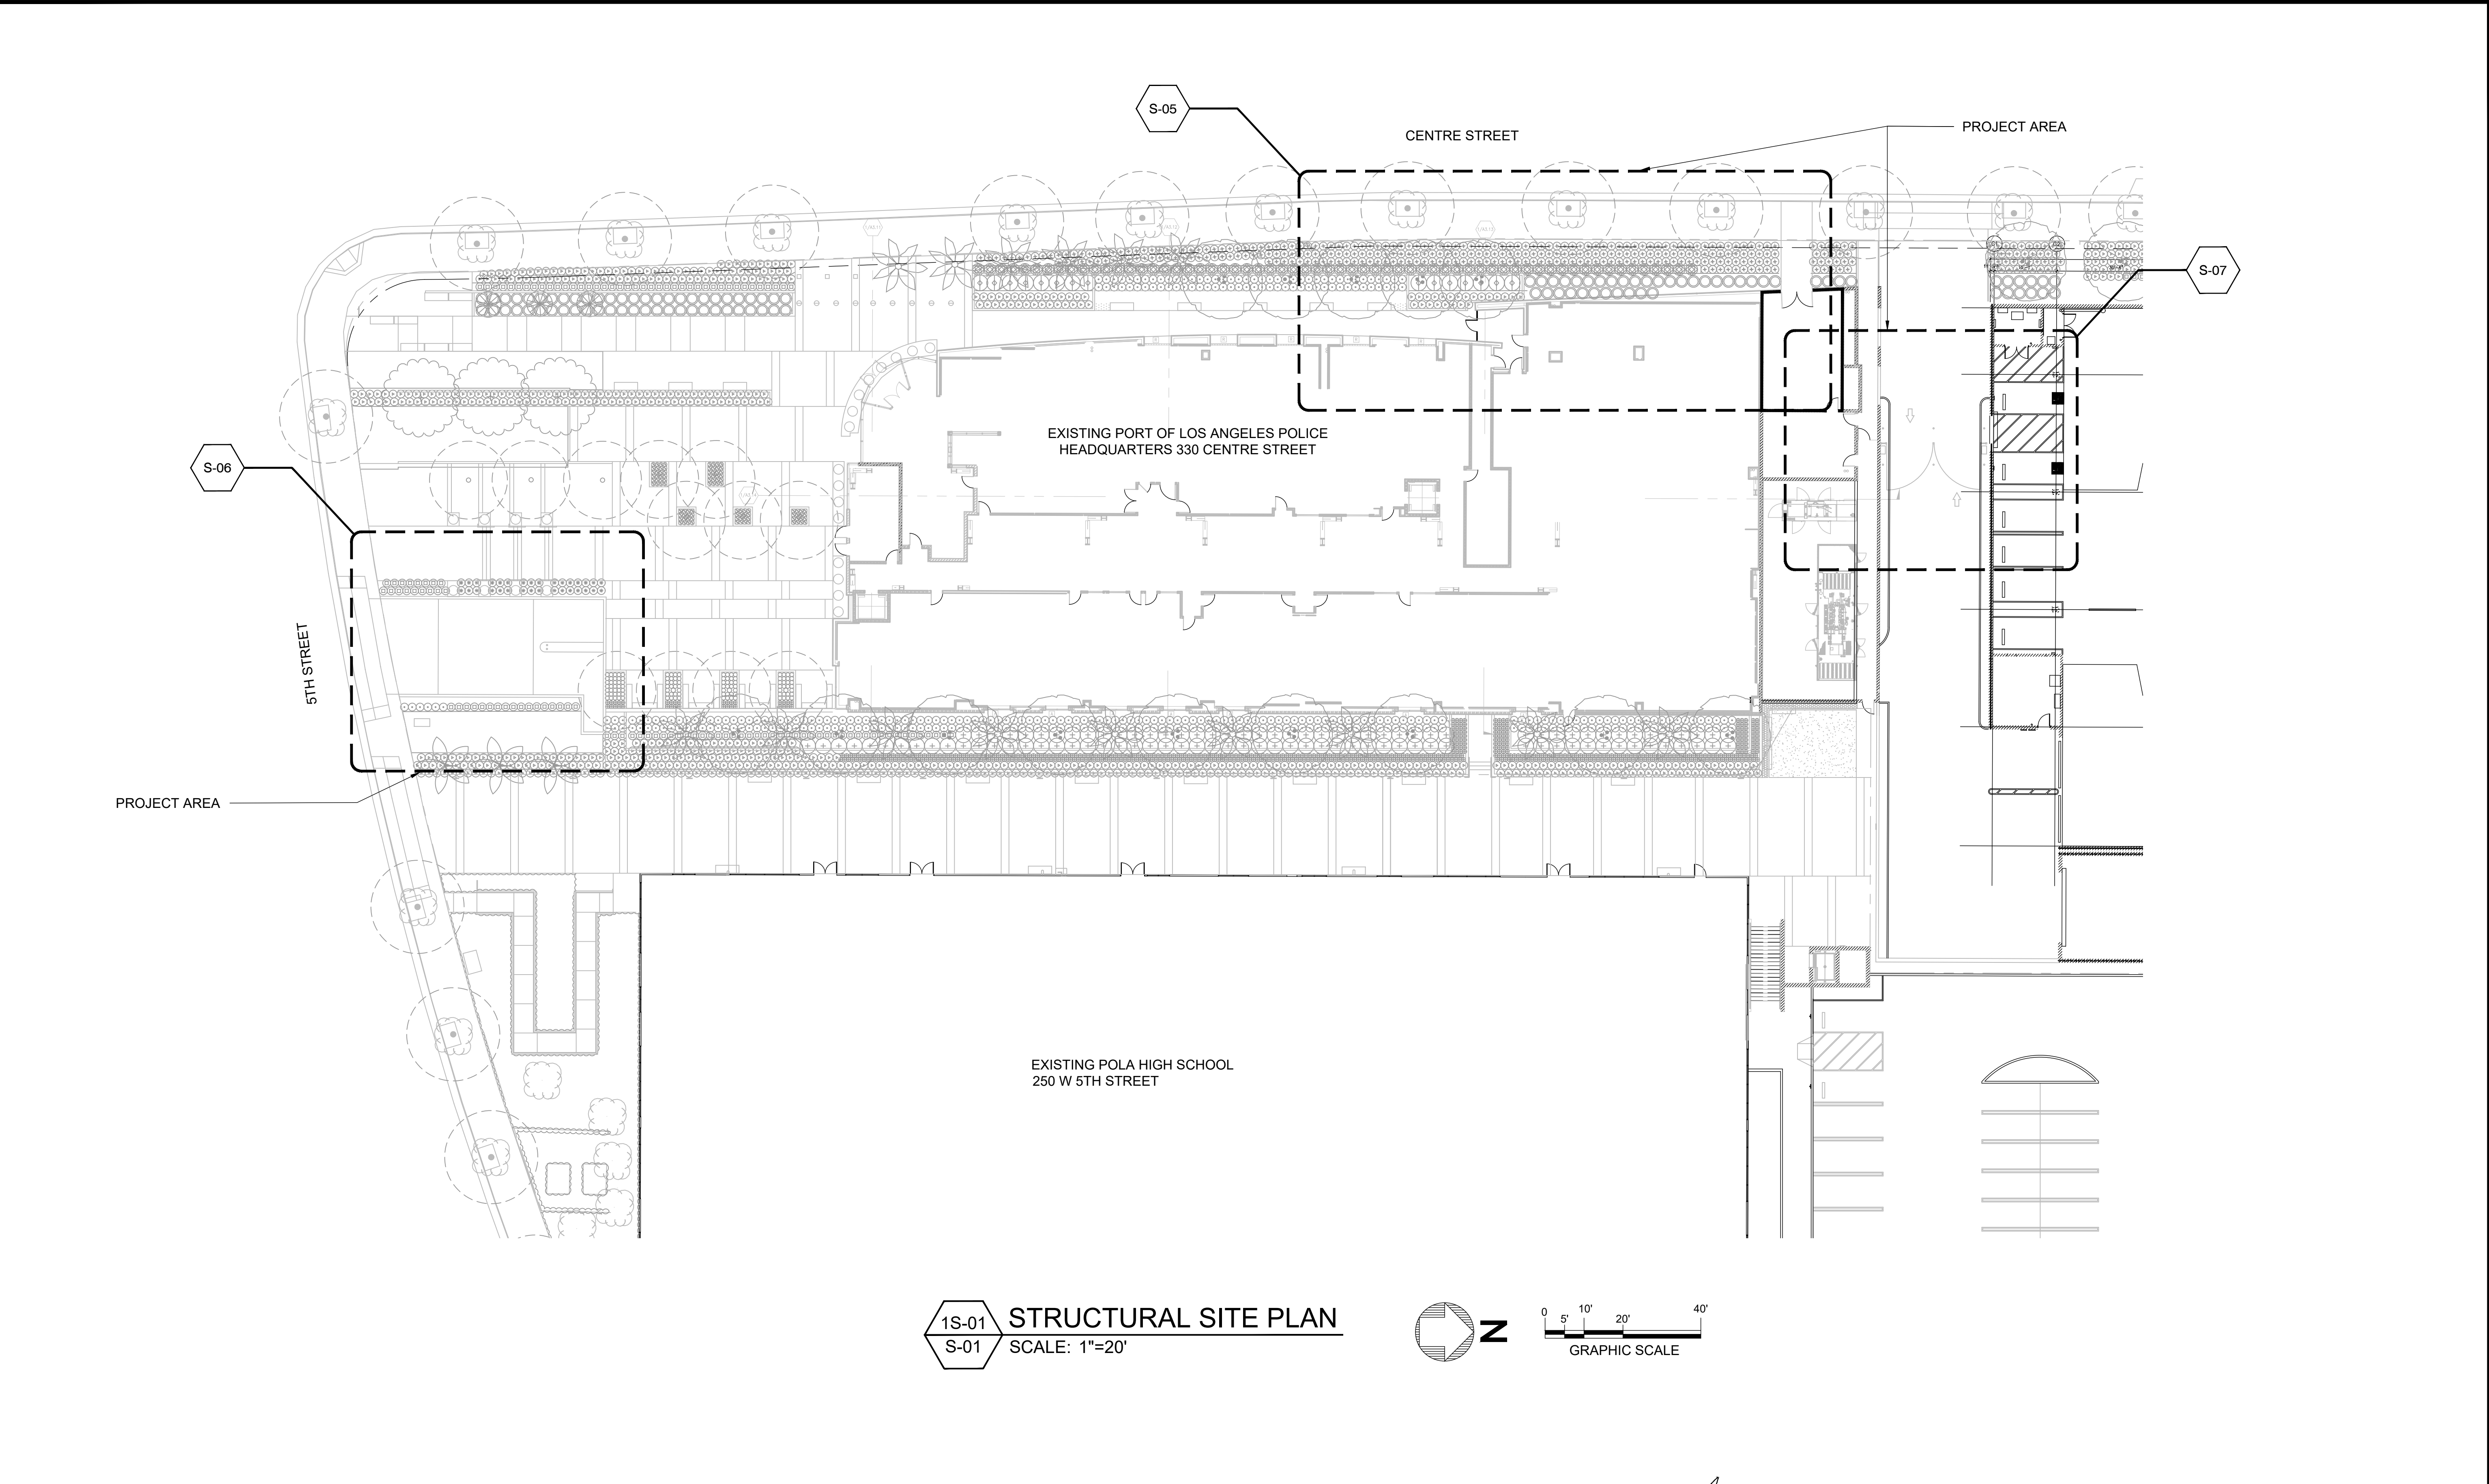 S-05
CENTRE STREET
PROJECT AREA
S-07
EXISTING PORT OF LOS ANGELES POLICE
HEADQUARTERS 330 CENTRE STREET
S-06
5TH STREET
PROJECT AREA
EXISTING POLA HIGH SCHOOL
250 W 5TH STREET
1S-01
S-01
STRUCTURAL SITE PLAN
SCALE: 1"=20'
N
0 5' 10' 20' 40'
GRAPHIC SCALE